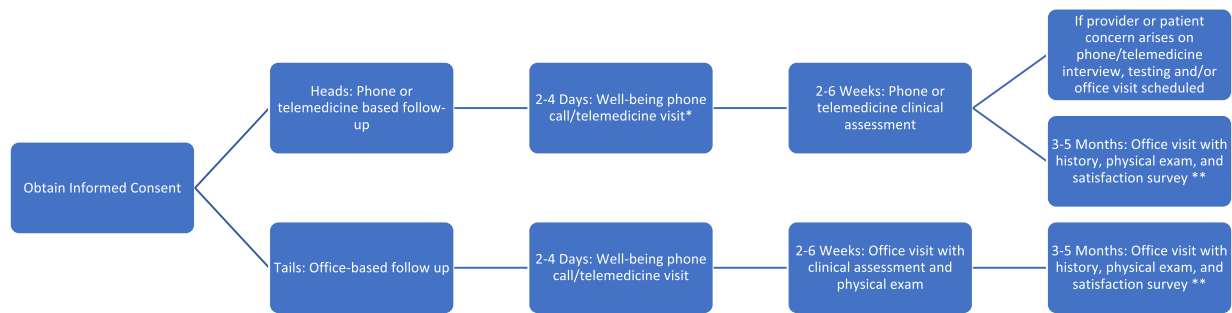 Obtain Informed Consent
Heads: Phone or
telemedicine based follow-
up
2-4 Days: Well-being phone
call/telemedicine visit*
2-6 Weeks: Phone or
telemedicine clinical
assessment
If provider or patient
concern arises on
phone/telemedicine
interview, testing and/or
office visit scheduled
3-5 Months: Office visit with
history, physical exam, and
satisfaction survey **
Tails: Office-based follow up
2-4 Days: Well-being phone
call/telemedicine visit
2-6 Weeks: Office visit with
clinical assessment and
physical exam
3-5 Months: Office visit with
history, physical exam, and
satisfaction survey **